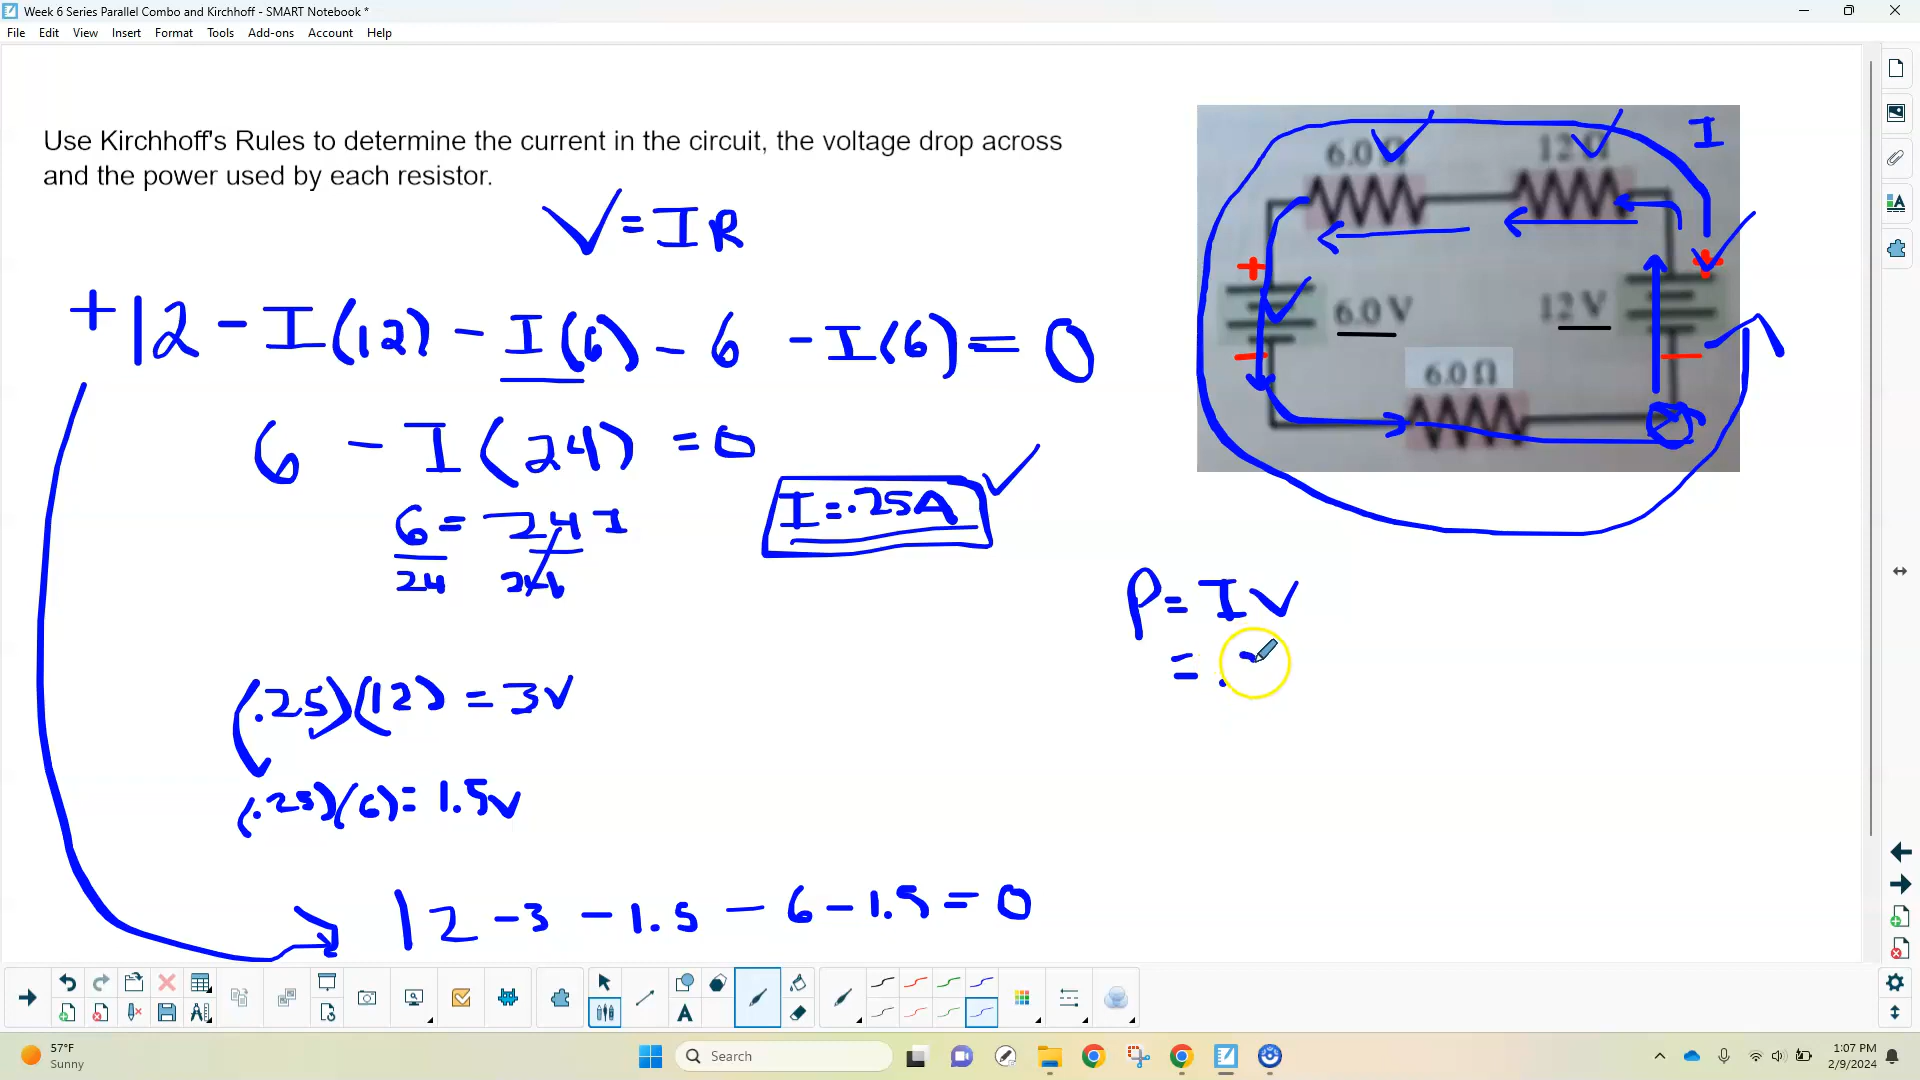 Week 6 Series Parallel Combo and Kirchhoff - SMART Notebook *
File Edit View Insert Format Tools Add-ons Account Help
Use Kirchhoff's Rules to determine the current in the circuit, the voltage drop across
and the power used by each resistor.
V = IR
+12 - I(12) - I(6) - 6 - I(6) = 0
6 - I(24) = 0
6 = 24 I
24 24
I = .25A
(.25)(12) = 3V
(.25)(6) = 1.5V
12 - 3 - 1.5 - 6 - 1.5 = 0
6.0 Ω 12 Ω I
+ +
6.0 V 12 V
- -
6.0 Ω
P = IV
= .
57°F
Sunny
Search
1:07 PM
2/9/2024